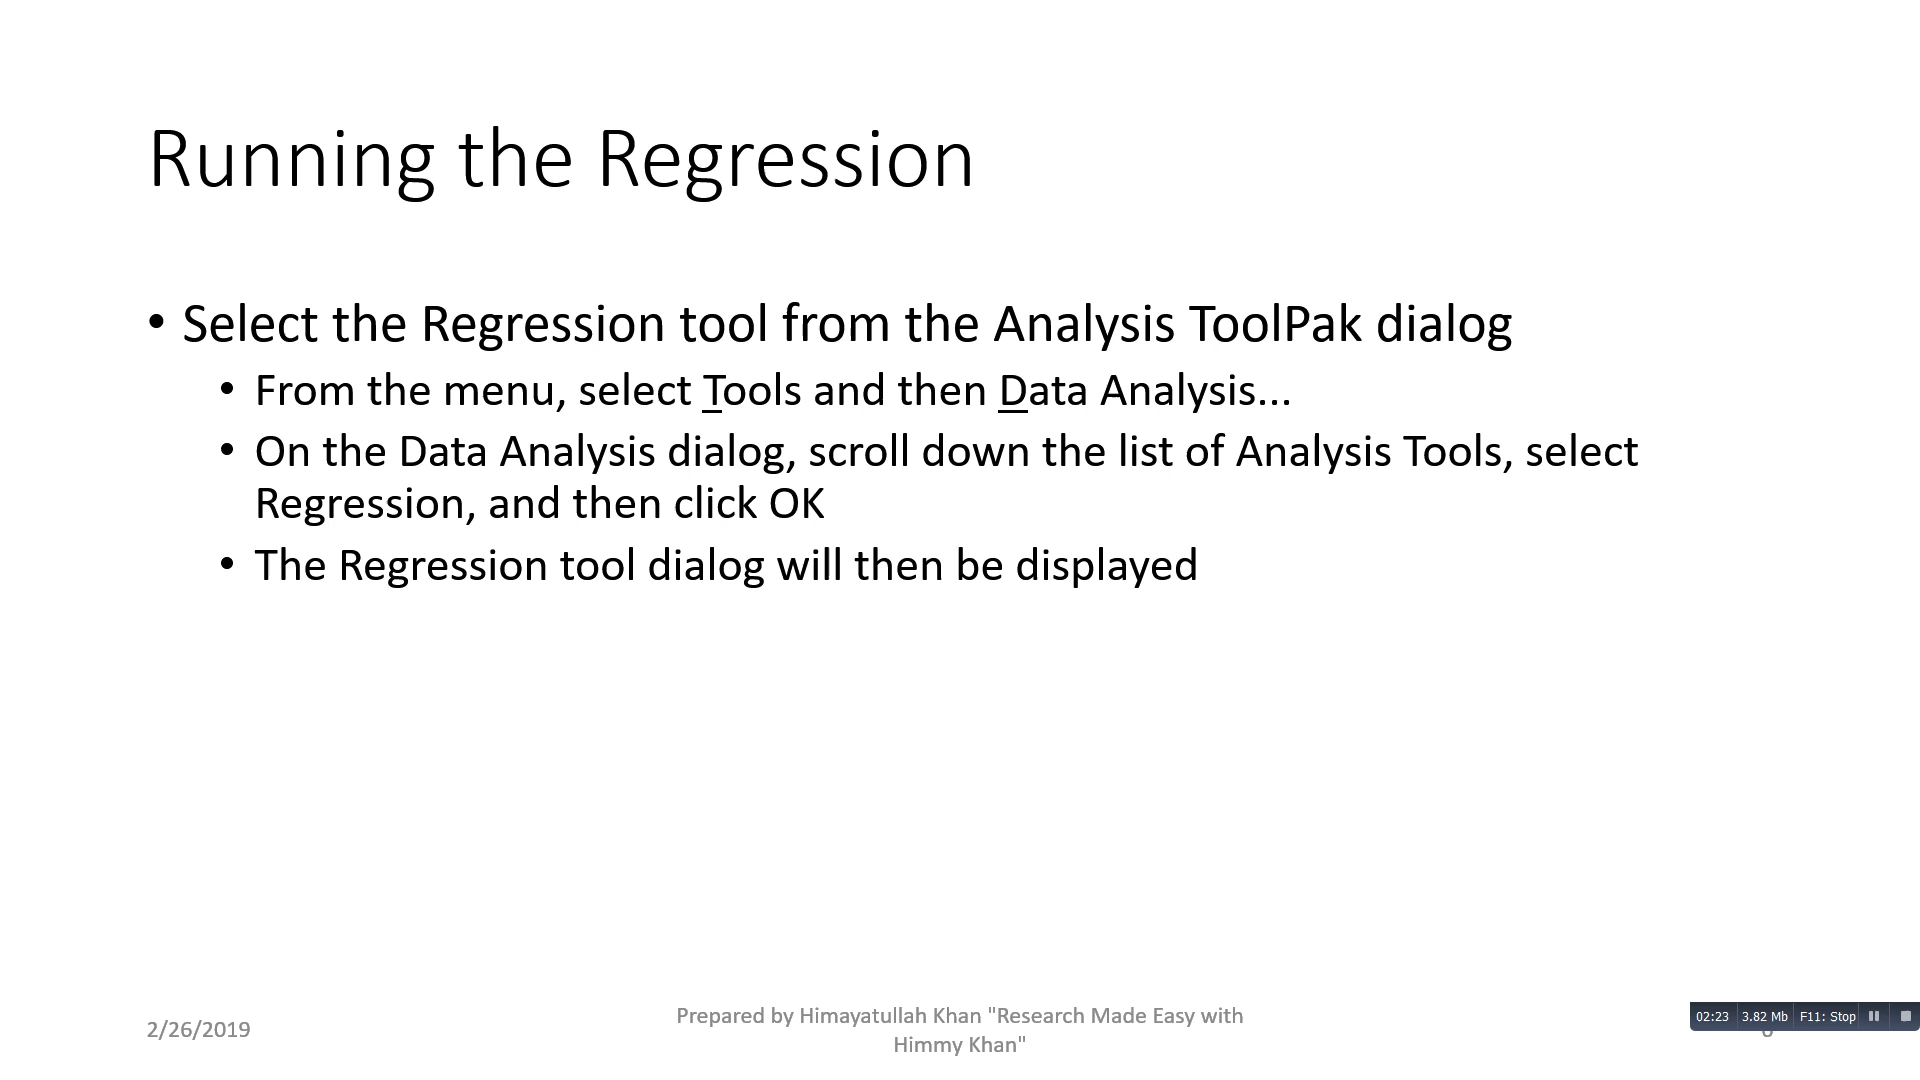 Running the Regression
• Select the Regression tool from the Analysis ToolPak dialog
• From the menu, select Tools and then Data Analysis...
• On the Data Analysis dialog, scroll down the list of Analysis Tools, select
Regression, and then click OK
• The Regression tool dialog will then be displayed
2/26/2019
Prepared by Himayatullah Khan "Research Made Easy with
Himmy Khan"
02:23 3.82 Mb F11: Stop